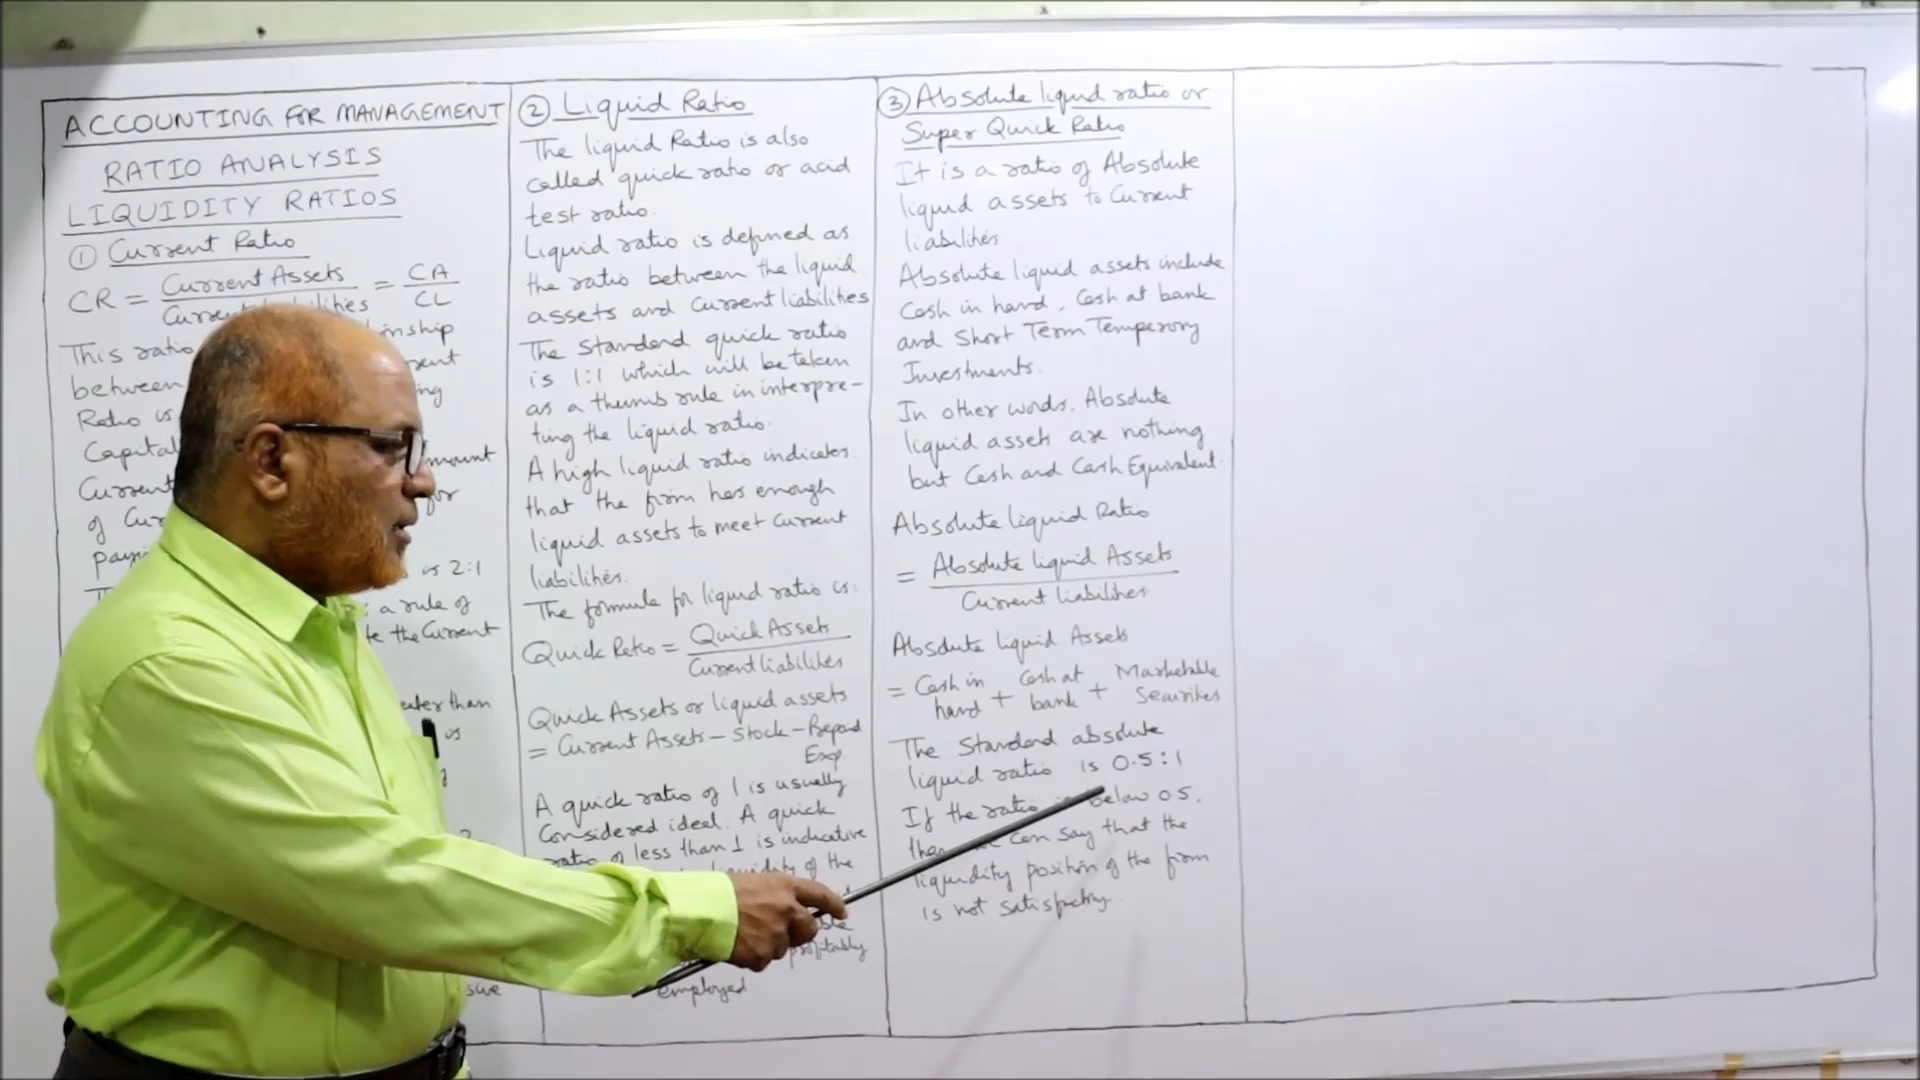 ACCOUNTING FOR MANAGEMENT
RATIO ANALYSIS
LIQUIDITY RATIOS
① Current Ratio
CR = Current Assets = CA
CL
This ratio
between
Ratio is
Capital
Current
of
is 2:1
a rule of
the Current
② Liquid Ratio
The liquid Ratio is also
called quick ratio or acid
test ratio.
Liquid ratio is defined as
the ratio between the liquid
assets and current liabilities
The standard quick ratio
is 1:1 which will be taken
as a thumb rule in interpre-
ting the liquid ratio.
A high liquid ratio indicates
that the firm has enough
liquid assets to meet current
liabilities.
The formula for liquid ratio is:
Quick Ratio = Quick Assets
Current liabilities
Quick Assets or liquid assets
= Current Assets - Stock - Prepaid
Exp
A quick ratio of 1 is usually
Considered ideal. A quick
ratio of less than 1 is indicative
of the
profitably
employed
③ Absolute liquid ratio or
Super Quick Ratio
It is a ratio of Absolute
liquid assets to Current
liabilities
Absolute liquid assets include
Cash in hand, Cash at bank
and Short Term Temperory
Investments.
In other words, Absolute
liquid assets are nothing
but Cash and Cash Equivalent.
Absolute liquid Ratio
= Absolute liquid Assets
Current liabilities
Absolute liquid Assets
= Cash in hand + Cash at bank + Marketable Securities
The Standard absolute
liquid ratio is 0.5:1
If the ratio is below 0.5,
can say that the
liquidity position of the firm
is not satisfactry